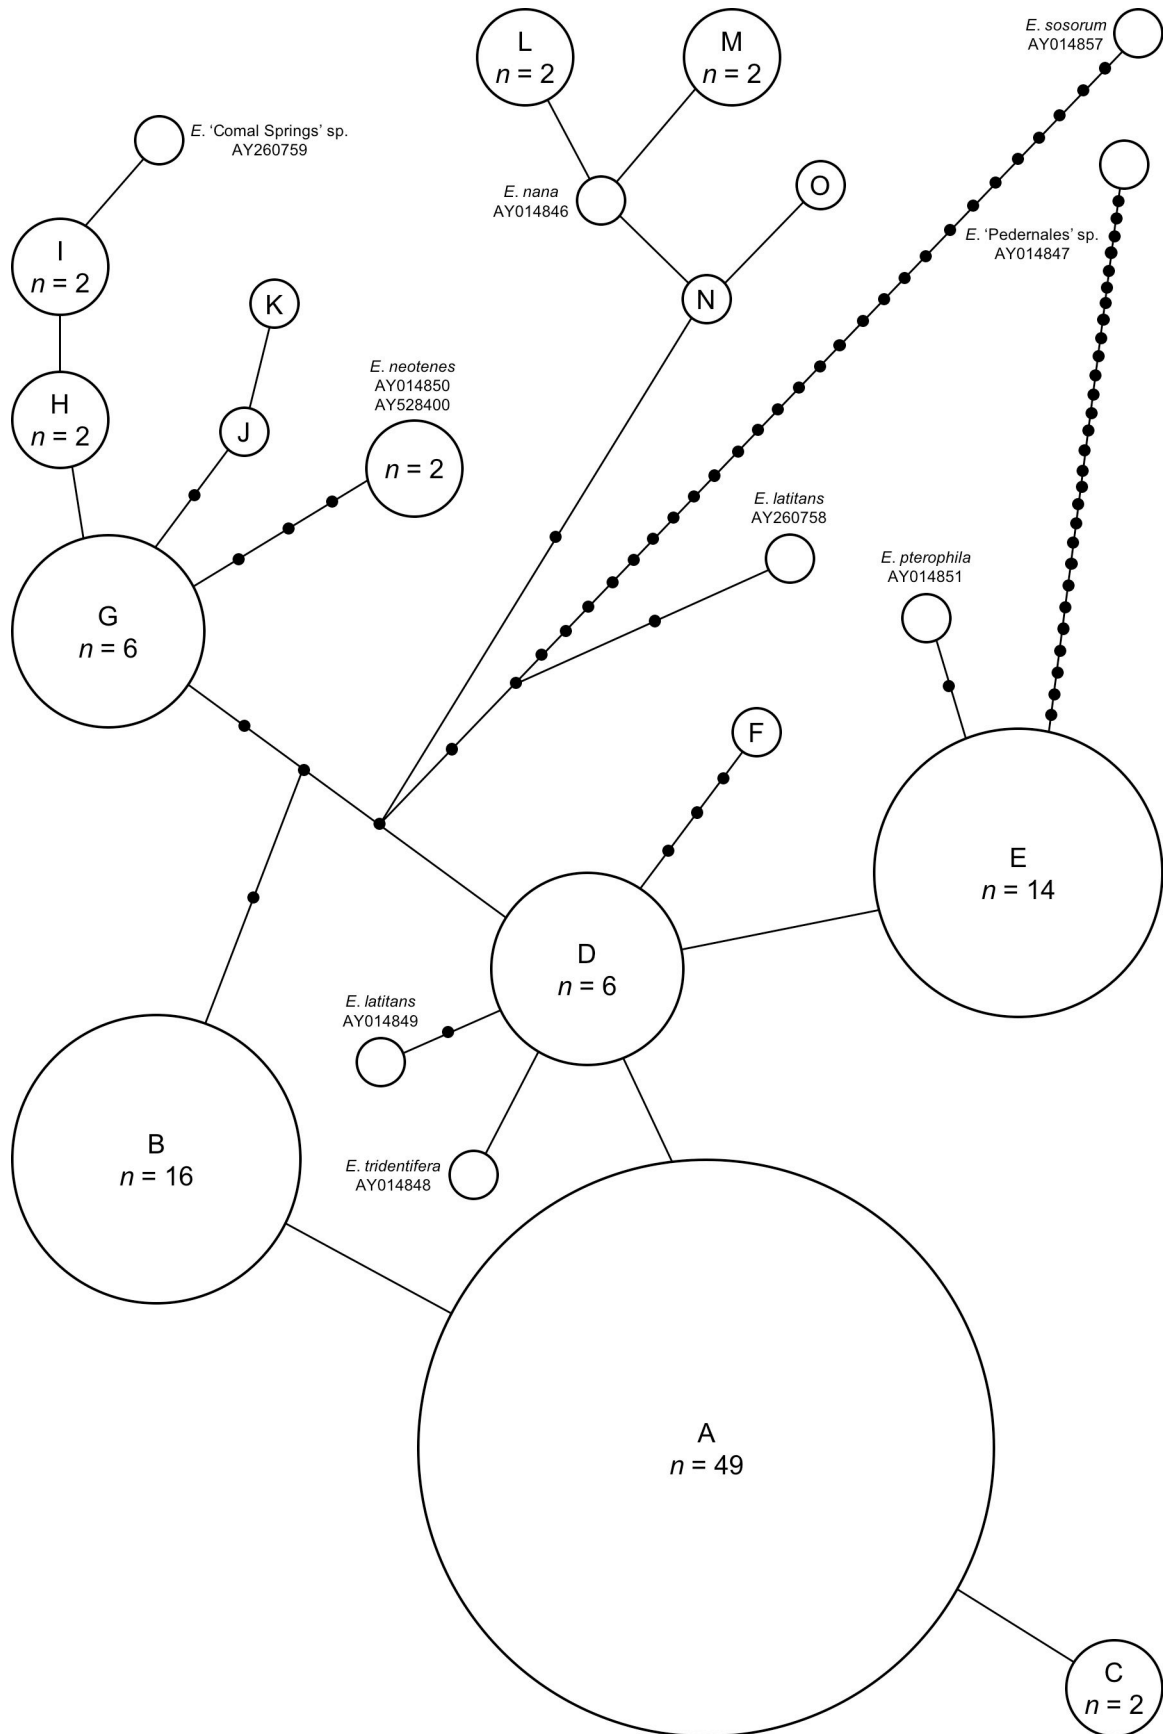 L
n = 2
M
n = 2
E. sosorum
AY014857
E. ‘Comal Springs’ sp.
AY260759
E. nana
AY014846
O
E. ‘Pedernales’ sp.
AY014847
I
n = 2
N
K
E. neotenes
AY014850
AY528400
H
n = 2
J
n = 2
E. latitans
AY260758
E. pterophila
AY014851
G
n = 6
F
E
n = 14
D
n = 6
E. latitans
AY014849
B
n = 16
E. tridentifera
AY014848
A
n = 49
C
n = 2